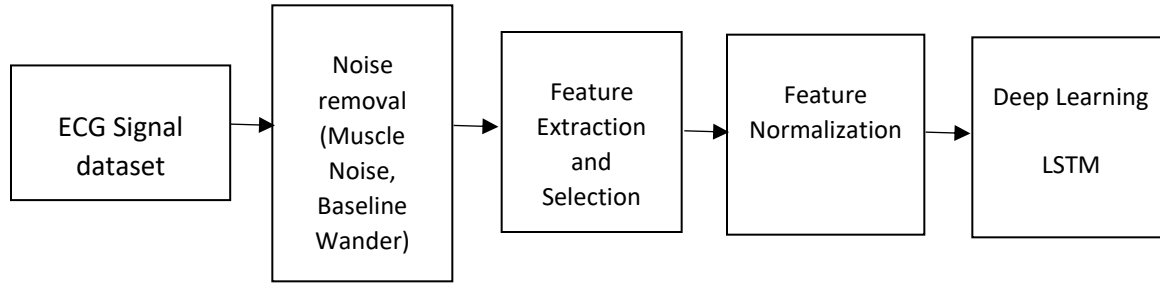 ECG Signal
dataset
Noise
removal
(Muscle
Noise,
Baseline
Wander)
Feature
Extraction
and
Selection
Feature
Normalization
Deep Learning
LSTM